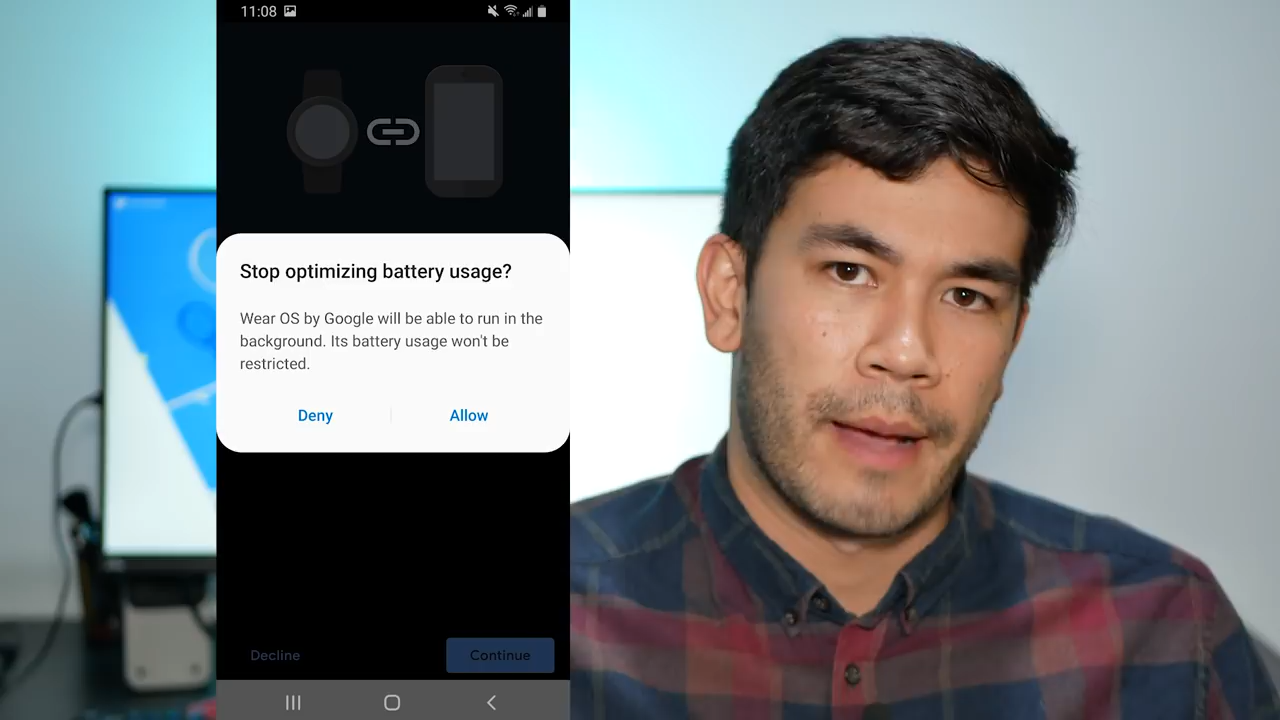 11:08
Stop optimizing battery usage?
Wear OS by Google will be able to run in the
background. Its battery usage won't be
restricted.
Deny
Allow
Decline
Continue